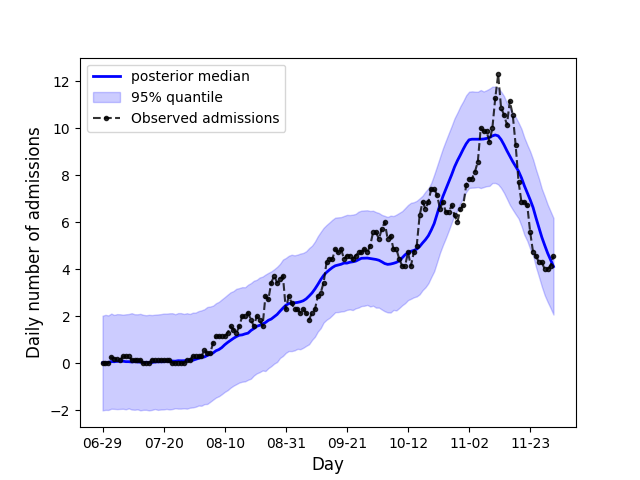 posterior median
95% quantile
Observed admissions
Daily number of admissions
12
10
8
6
4
2
0
−2
06-29 07-20 08-10 08-31 09-21 10-12 11-02 11-23
Day